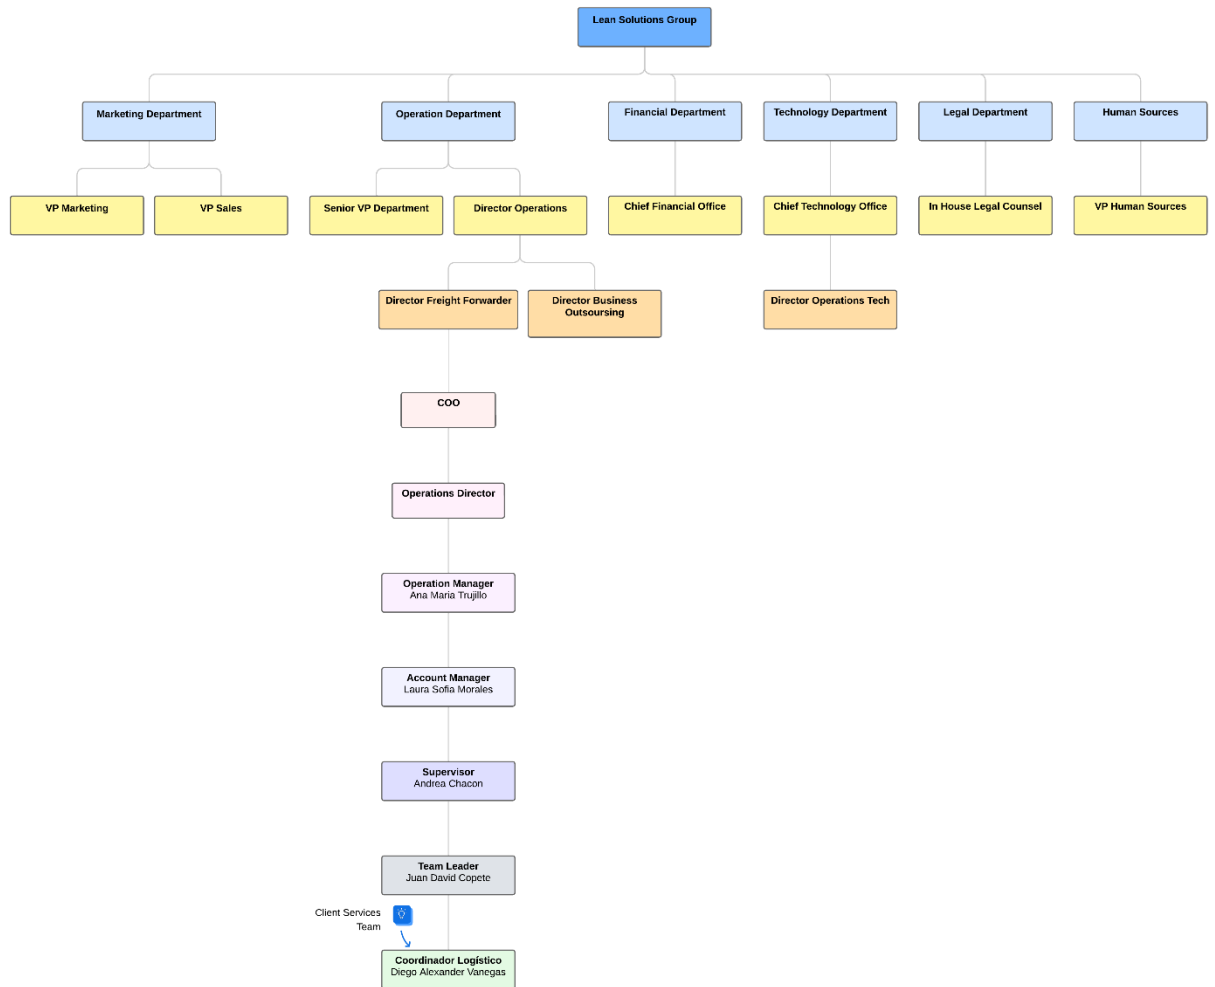 Lean Solutions Group
Marketing Department
Operation Department
Financial Department
Technology Department
Legal Department
Human Sources
VP Marketing
VP Sales
Senior VP Department
Director Operations
Chief Financial Office
Chief Technology Office
In House Legal Counsel
VP Human Sources
Director Freight Forwarder
Director Business
Outsoursing
Director Operations Tech
COO
Operations Director
Operation Manager
Ana Maria Trujillo
Account Manager
Laura Sofia Morales
Supervisor
Andrea Chacon
Team Leader
Juan David Copete
Client Services
Team
Coordinador Logístico
Diego Alexander Vanegas